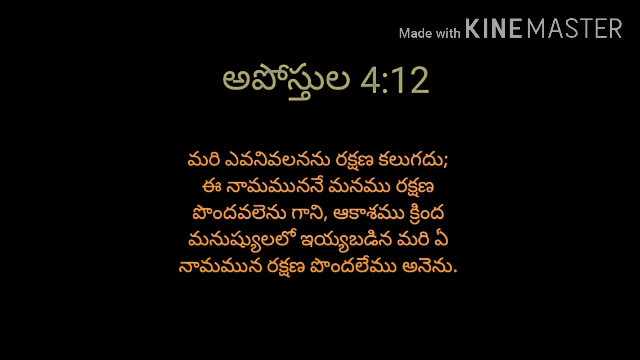 Made with KINEMASTER
అపోస్తుల 4:12
మరి ఎవనివలనను రక్షణ కలుగదు;
ఈ నామముననే మనము రక్షణ
పొందవలెను గాని, ఆకాశము క్రింద
మనుష్యులలో ఇయ్యబడిన మరి ఏ
నామమున రక్షణ పొందలేము అనెను.